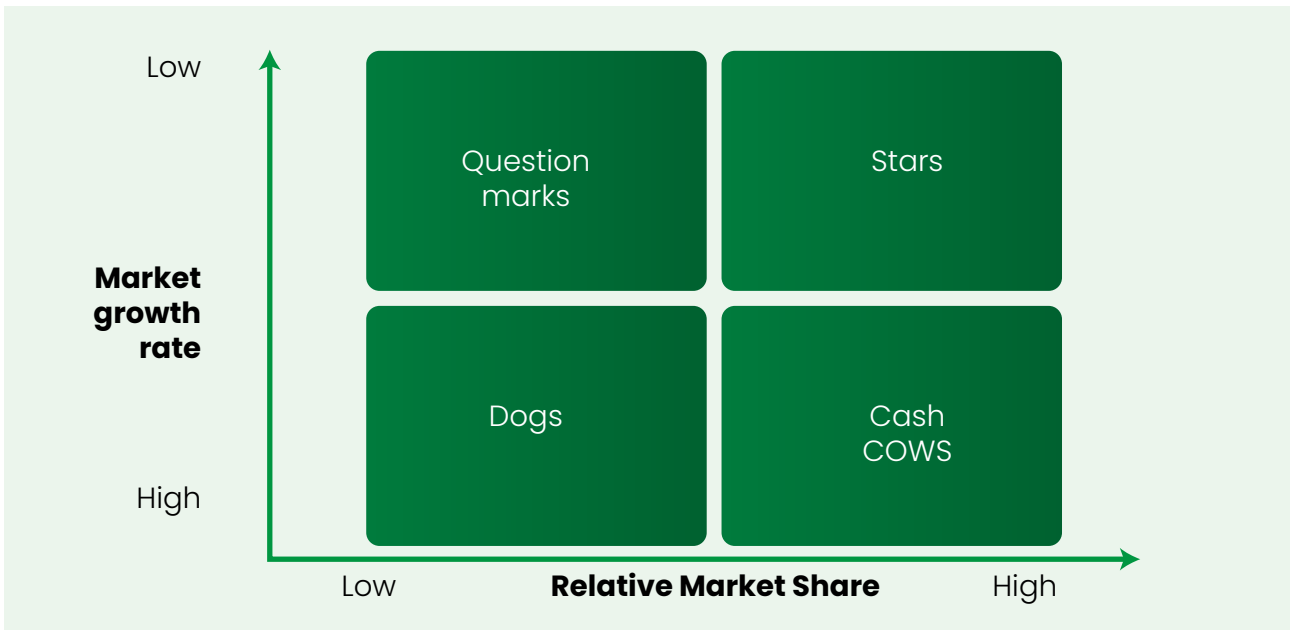 Low
Question
marks
Stars
Market
growth
rate
Dogs
Cash
COWS
High
Low
Relative Market Share
High